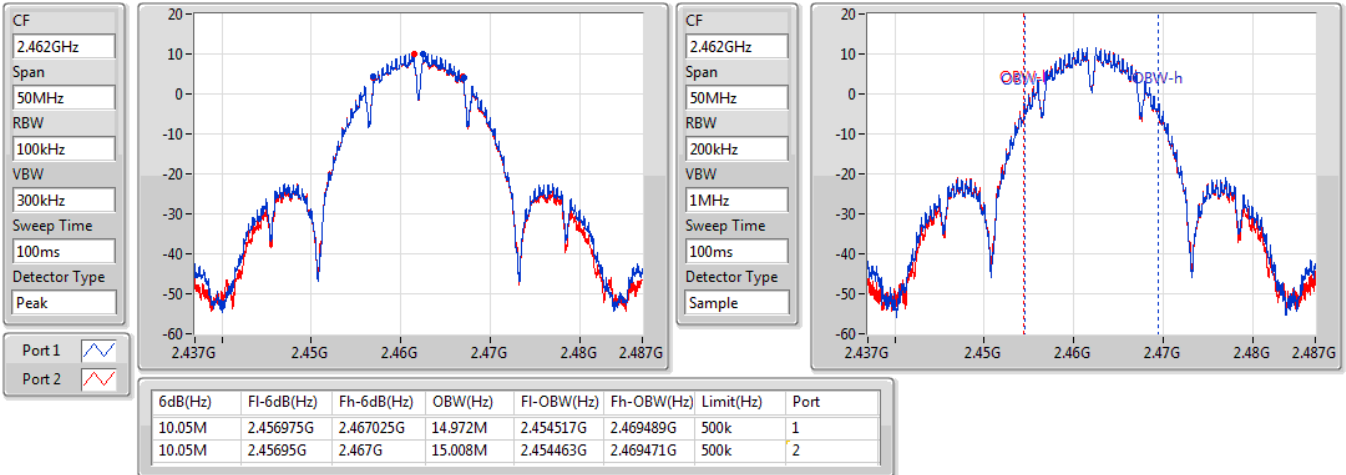 CF
2.462GHz
Span
50MHz
RBW
100kHz
VBW
300kHz
Sweep Time
100ms
Detector Type
Peak
Port 1
Port 2
20
10
0
-10
-20
-30
-40
-50
-60
2.437G 2.45G 2.46G 2.47G 2.48G 2.487G
CF
2.462GHz
Span
50MHz
RBW
200kHz
VBW
1MHz
Sweep Time
100ms
Detector Type
Sample
20
10
0
-10
-20
-30
-40
-50
-60
OBW-l OBW-h
2.437G 2.45G 2.46G 2.47G 2.48G 2.487G
6dB(Hz) Fl-6dB(Hz) Fh-6dB(Hz) OBW(Hz) Fl-OBW(Hz) Fh-OBW(Hz) Limit(Hz) Port
10.05M 2.456975G 2.467025G 14.972M 2.454517G 2.469489G 500k 1
10.05M 2.45695G 2.467G 15.008M 2.454463G 2.469471G 500k 2